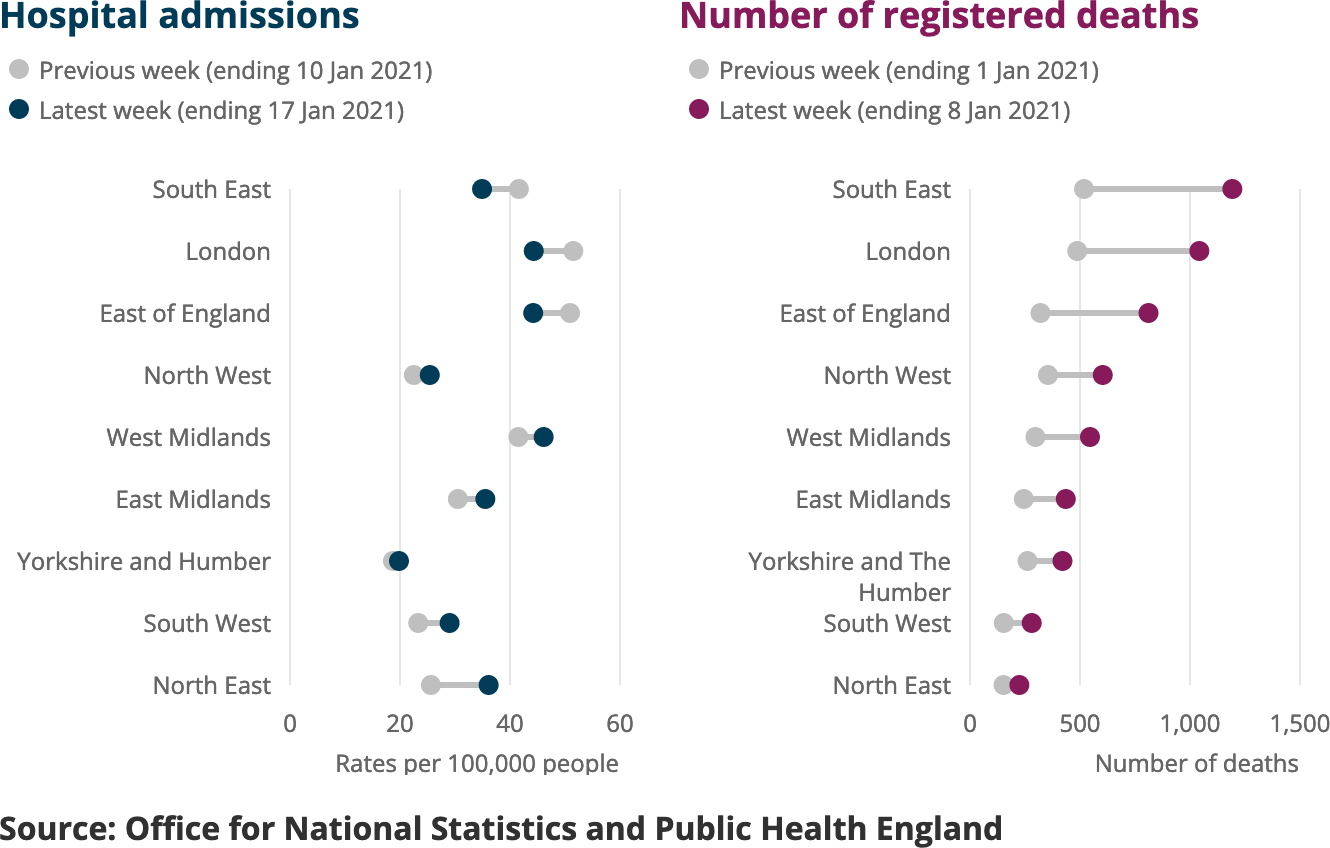 Hospital admissions
Previous week (ending 10 Jan 2021)
Latest week (ending 17 Jan 2021)
South East
London
East of England
North West
West Midlands
East Midlands
Yorkshire and Humber
South West
North East
0 20 40 60
Rates per 100,000 people
Number of registered deaths
Previous week (ending 1 Jan 2021)
Latest week (ending 8 Jan 2021)
South East
London
East of England
North West
West Midlands
East Midlands
Yorkshire and The
Humber
South West
North East
0 500 1,000 1,500
Number of deaths
Source: Office for National Statistics and Public Health England